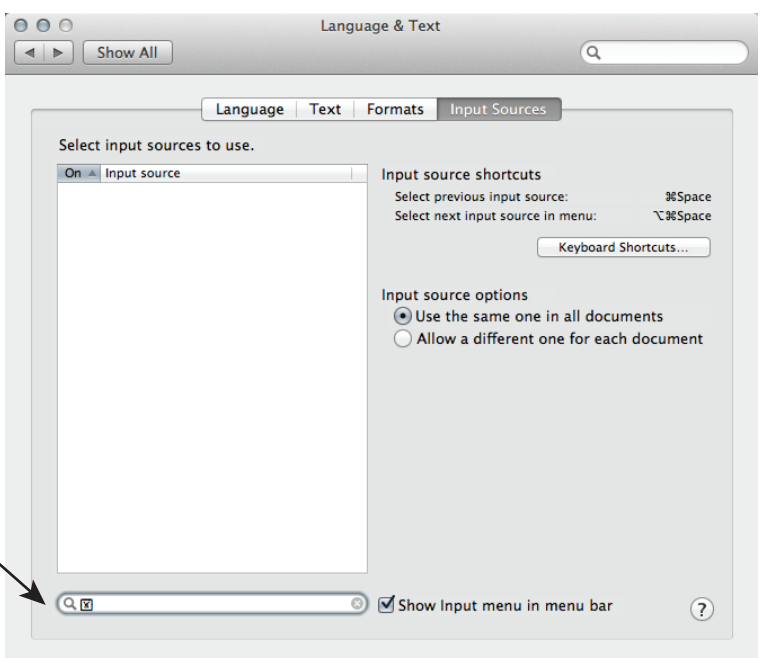 Language & Text
Show All
Language Text Formats Input Sources
Select input sources to use.
On Input source
Input source shortcuts
Select previous input source: ⌘Space
Select next input source in menu: ⌥⌘Space
Keyboard Shortcuts...
Input source options
Use the same one in all documents
Allow a different one for each document
Show Input menu in menu bar
?